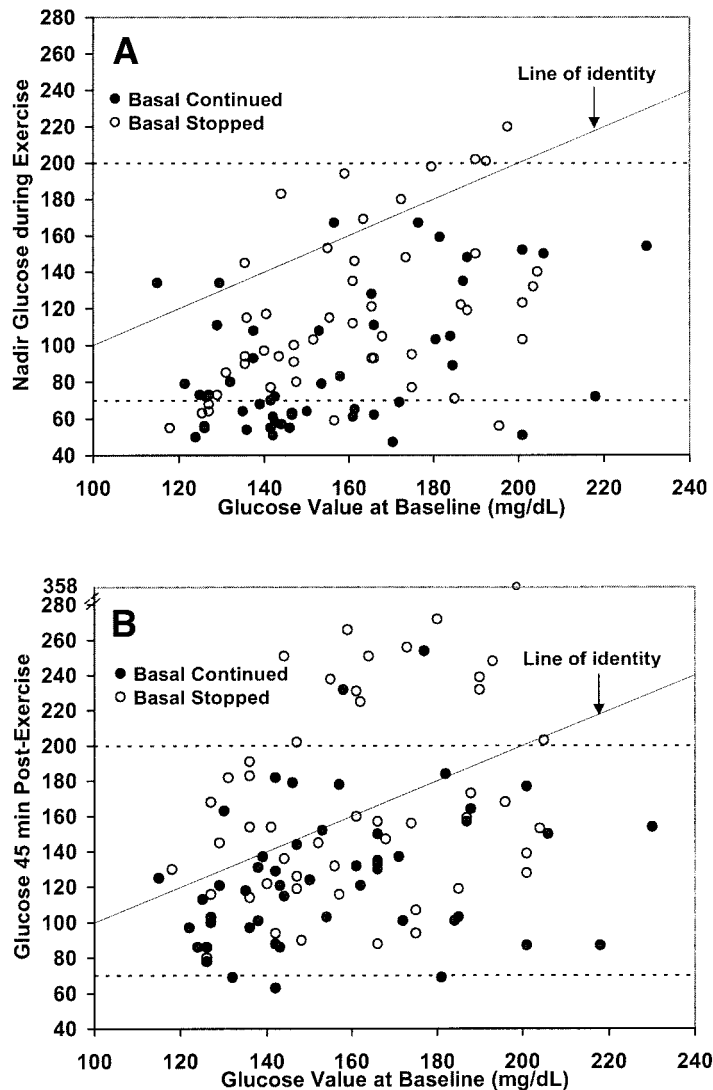 280
260
240
220
200
180
160
140
120
100
80
60
40
Nadir Glucose during Exercise
A
Basal Continued
Basal Stopped
Line of identity
100 120 140 160 180 200 220 240
Glucose Value at Baseline (mg/dL)
358
280
260
240
220
200
180
160
140
120
100
80
60
40
Glucose 45 min Post-Exercise
B
Basal Continued
Basal Stopped
Line of identity
100 120 140 160 180 200 220 240
Glucose Value at Baseline (mg/dL)